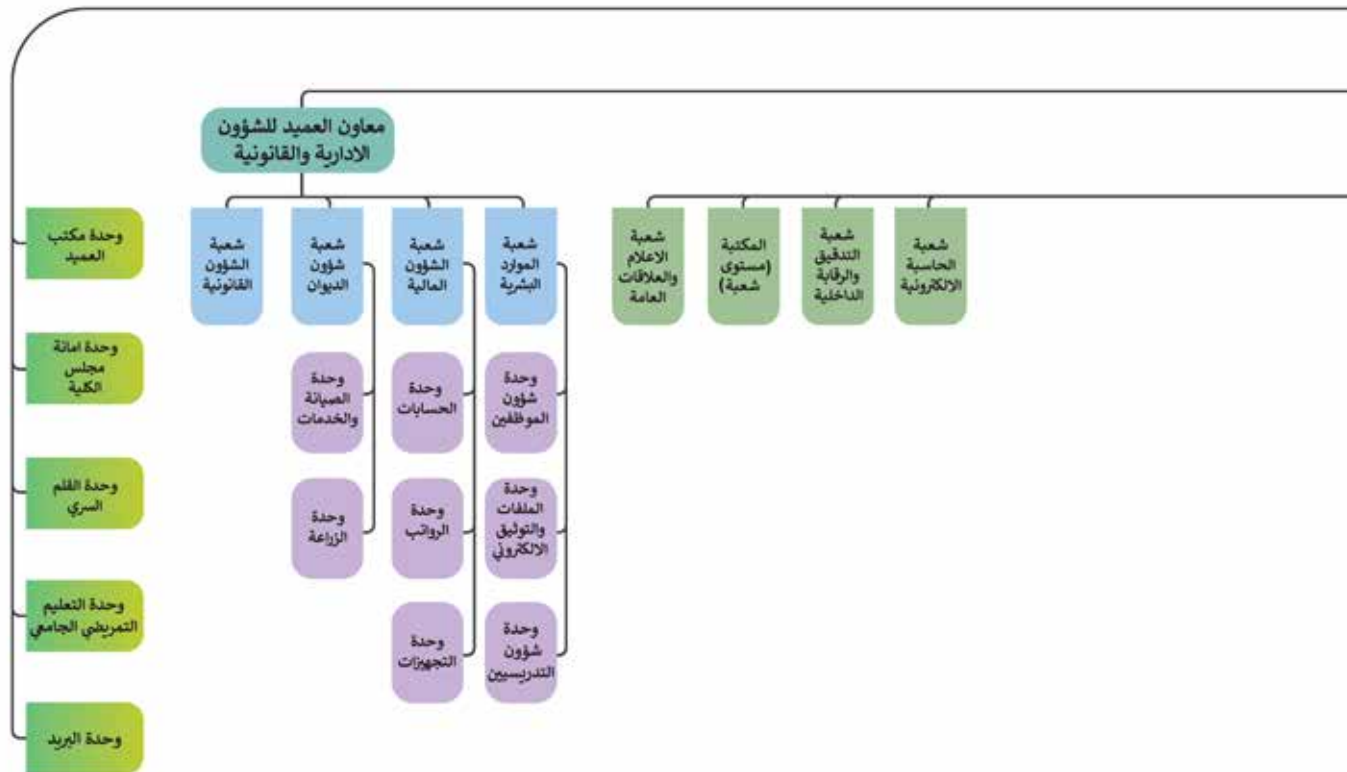 معاون العميد للشؤون
الادارية والقانونية
شعبة
الحاسبة
الالكترونية
شعبة
التدقيق
والرقابة
الداخلية
المكتبة
(مستوى
شعبة)
شعبة
الاعلام
والعلاقات
العامة
شعبة
الموارد
البشرية
شعبة
الشؤون
المالية
شعبة
شؤون
الديوان
شعبة
الشؤون
القانونية
وحدة مكتب
العميد
وحدة
شؤون
الموظفين
وحدة
الحسابات
وحدة
الصيانة
والخدمات
وحدة امانة
مجلس
الكلية
وحدة
الملفات
والتوثيق
الالكتروني
وحدة
الرواتب
وحدة
الزراعة
وحدة القلم
السري
وحدة
شؤون
التدريسيين
وحدة
التجهيزات
وحدة التعليم
التمريضي الجامعي
وحدة البريد